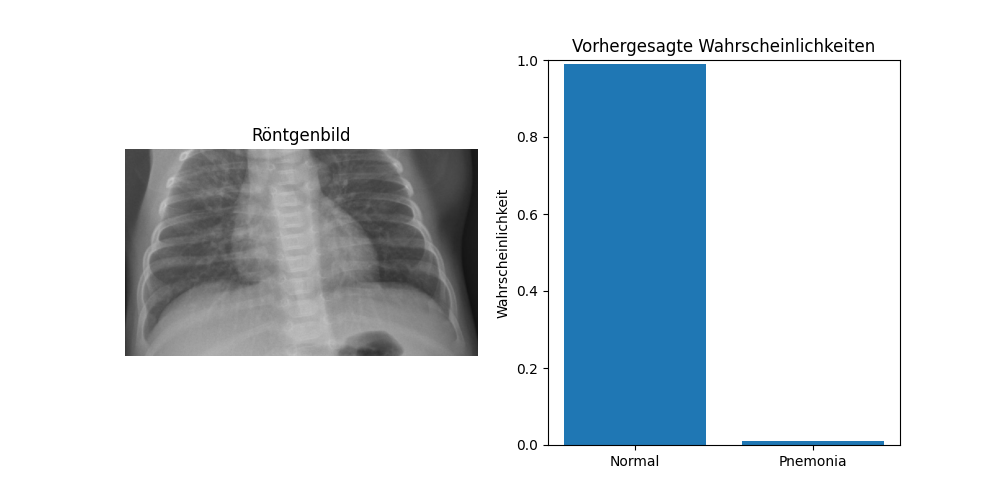 Röntgenbild
Vorhergesagte Wahrscheinlichkeiten
Wahrscheinlichkeit
1.0
0.8
0.6
0.4
0.2
0.0
Normal
Pnemonia